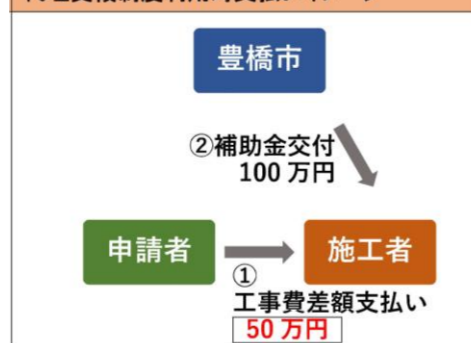 豊橋市
②補助金交付
100 万円
申請者
施工者
①
工事費差額支払い
50 万円